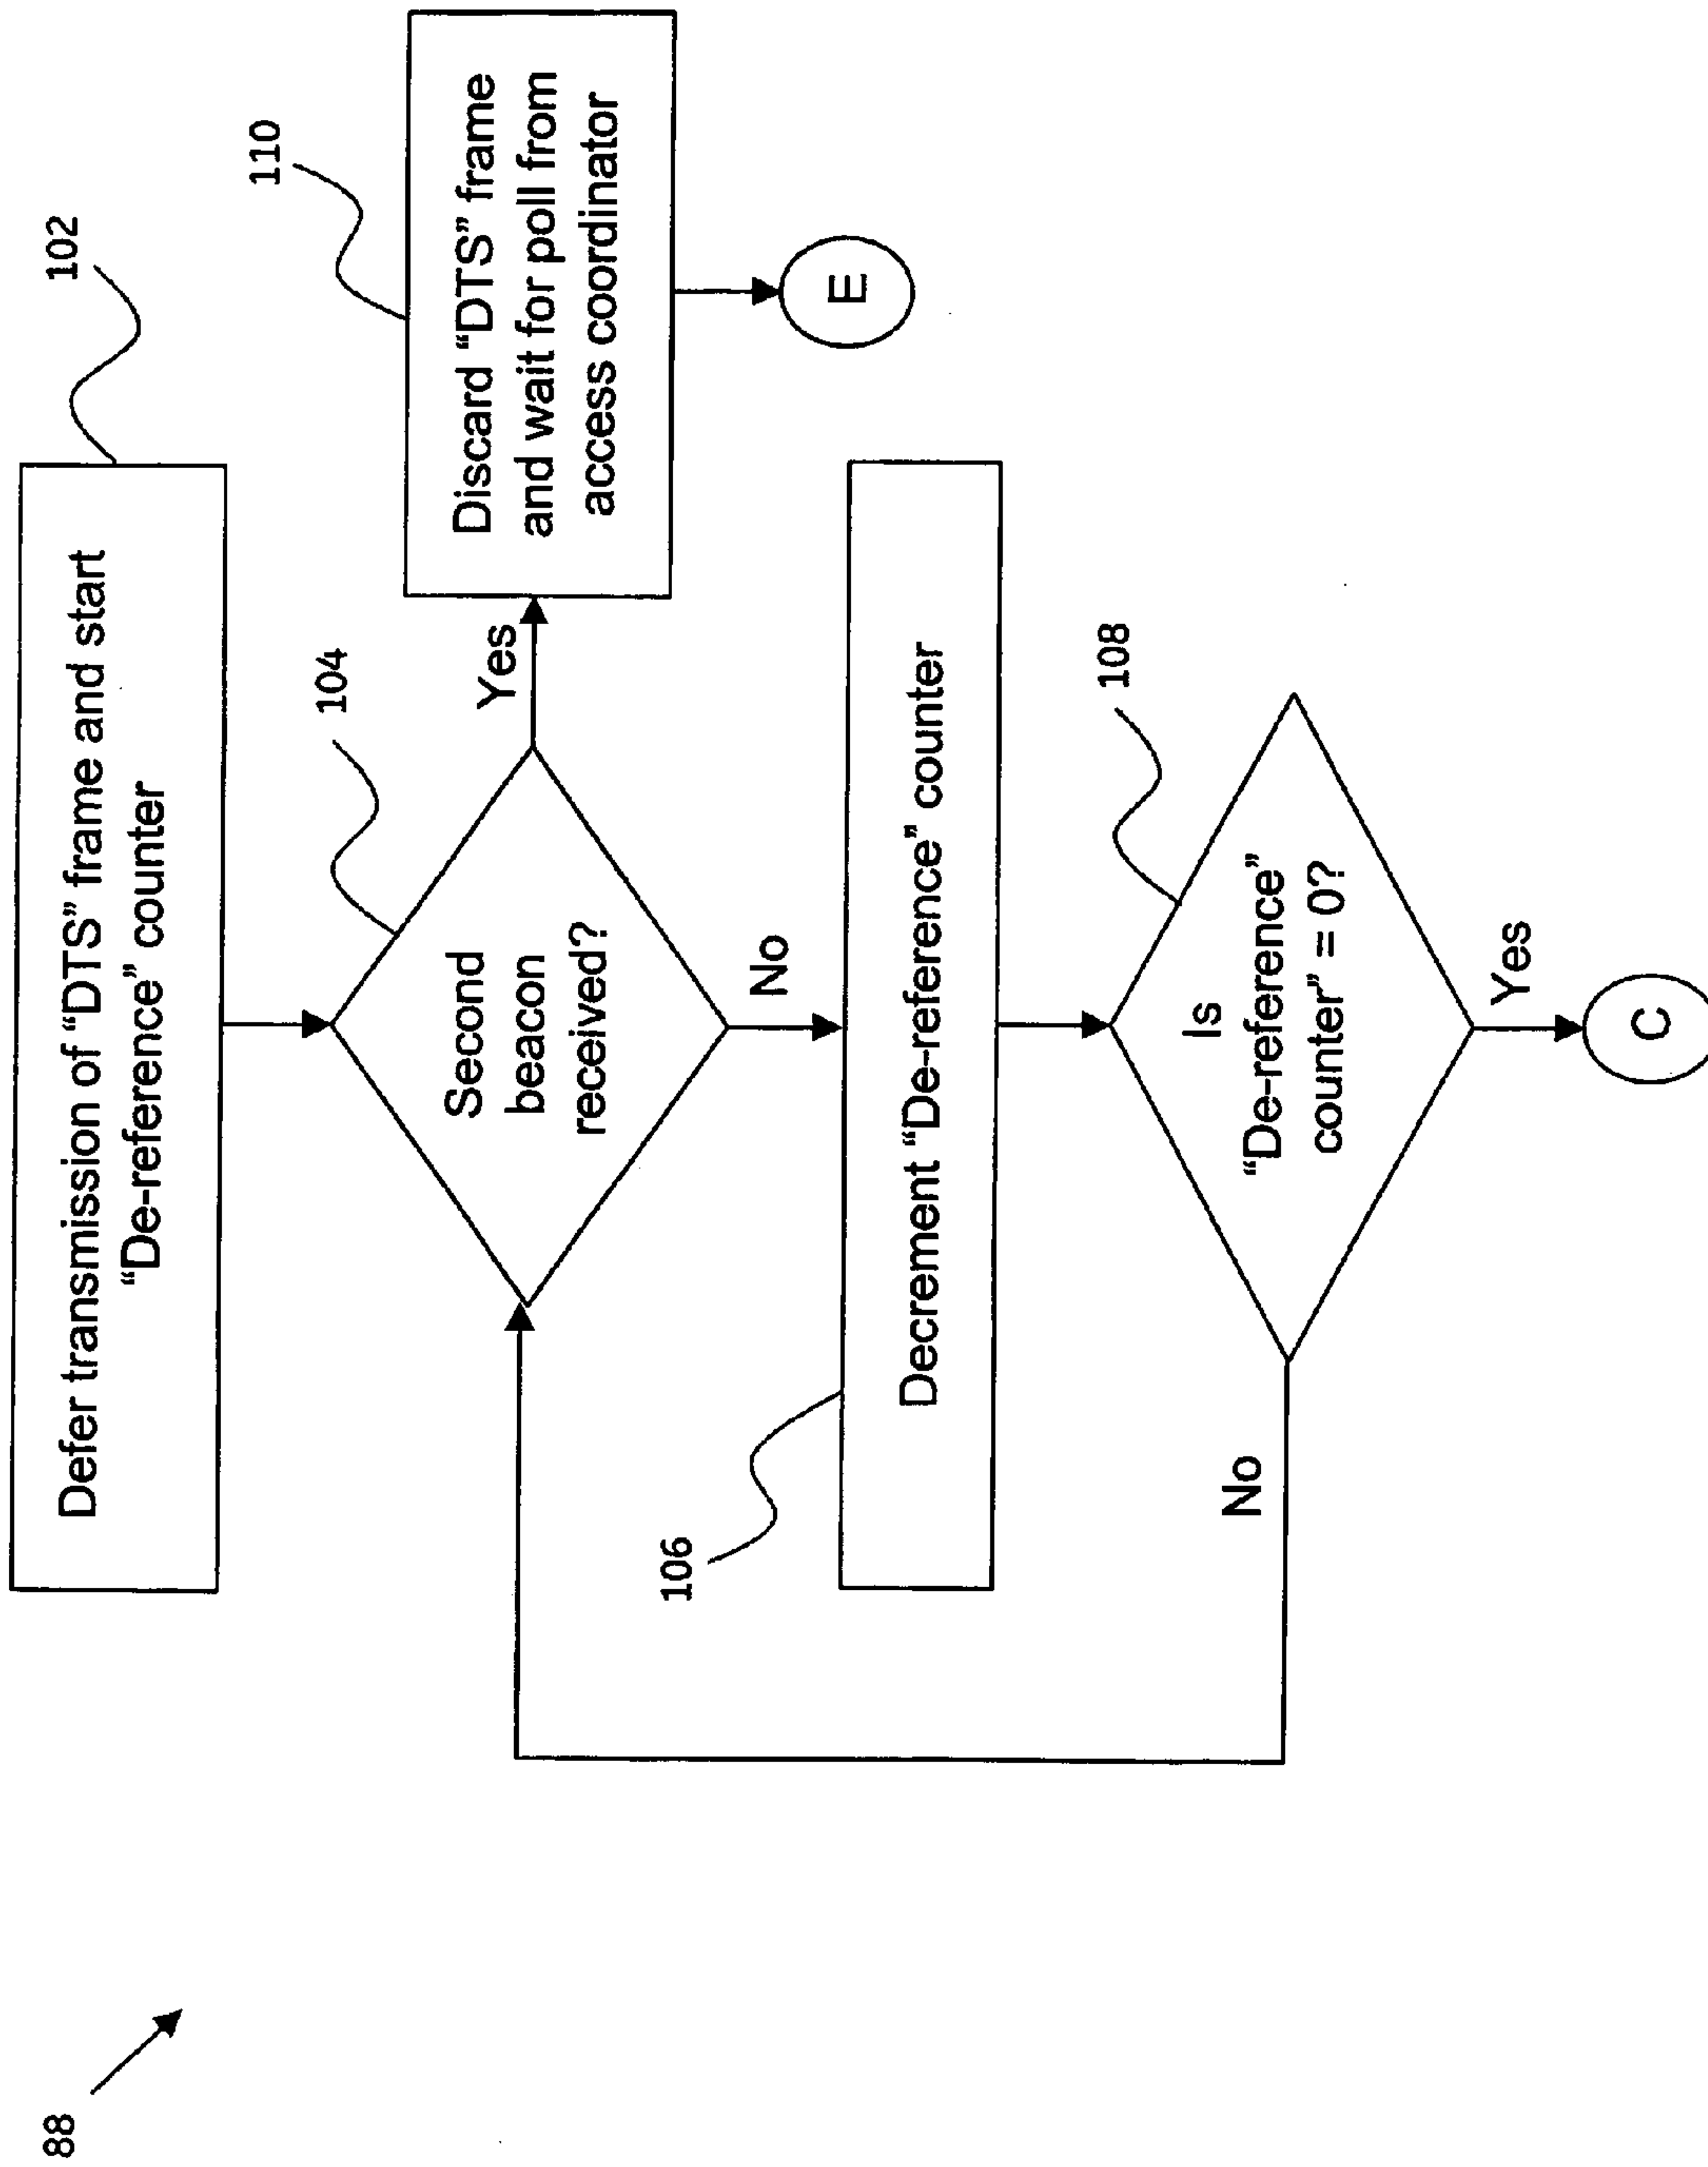 88
102
Defer transmission of “DTS” frame and start
“De-reference” counter
104
Second
beacon
received?
Yes
110
Discard “DTS” frame
and wait for poll from
access coordinator
E
No
106
Decrement “De-reference” counter
108
Is
“De-reference”
counter” = 0?
No
Yes
C